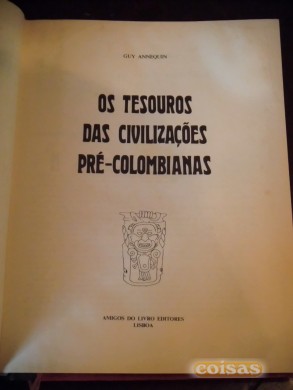 GUY ANNEQUIN
OS TESOUROS
DAS CIVILIZAÇÕES
PRÉ-COLOMBIANAS
AMIGOS DO LIVRO EDITORES
LISBOA
coisas